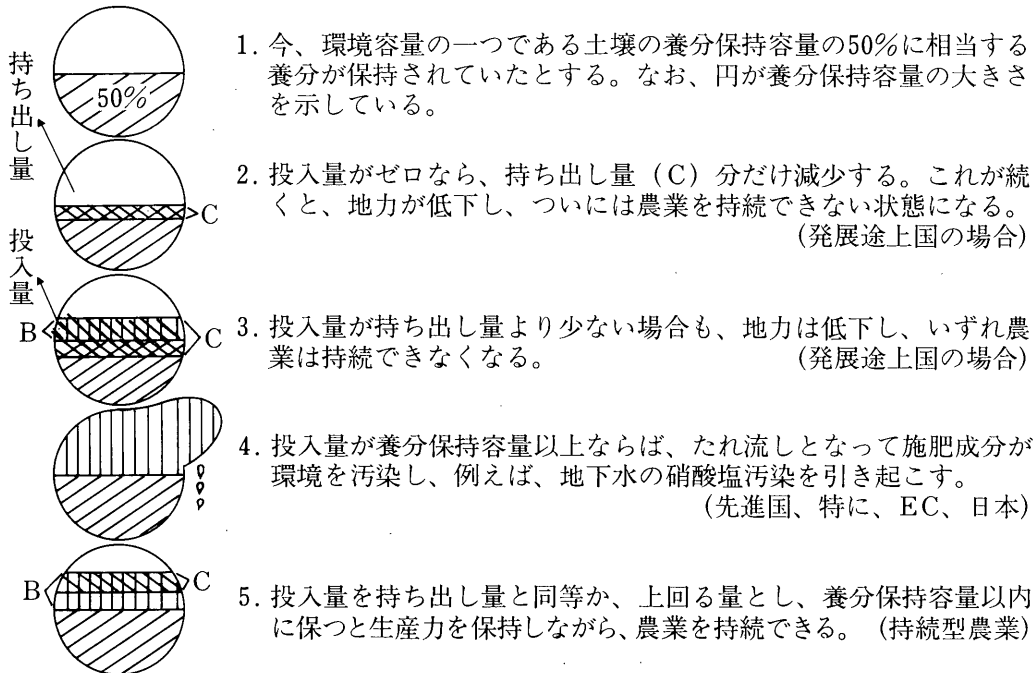 持ち出し量
投入量
50%
C
B
C
B
C
1. 今、環境容量の一つである土壌の養分保持容量の50%に相当する
養分が保持されていたとする。なお、円が養分保持容量の大きさ
を示している。
2. 投入量がゼロなら、持ち出し量（C）分だけ減少する。これが続
くと、地力が低下し、ついには農業を持続できない状態になる。
(発展途上国の場合)
3. 投入量が持ち出し量より少ない場合も、地力は低下し、いずれ農
業は持続できなくなる。 (発展途上国の場合)
4. 投入量が養分保持容量以上ならば、たれ流しとなって施肥成分が
環境を汚染し、例えば、地下水の硝酸塩汚染を引き起こす。
(先進国、特に、EC、日本)
5. 投入量を持ち出し量と同等か、上回る量とし、養分保持容量以内
に保つと生産力を保持しながら、農業を持続できる。 (持続型農業)